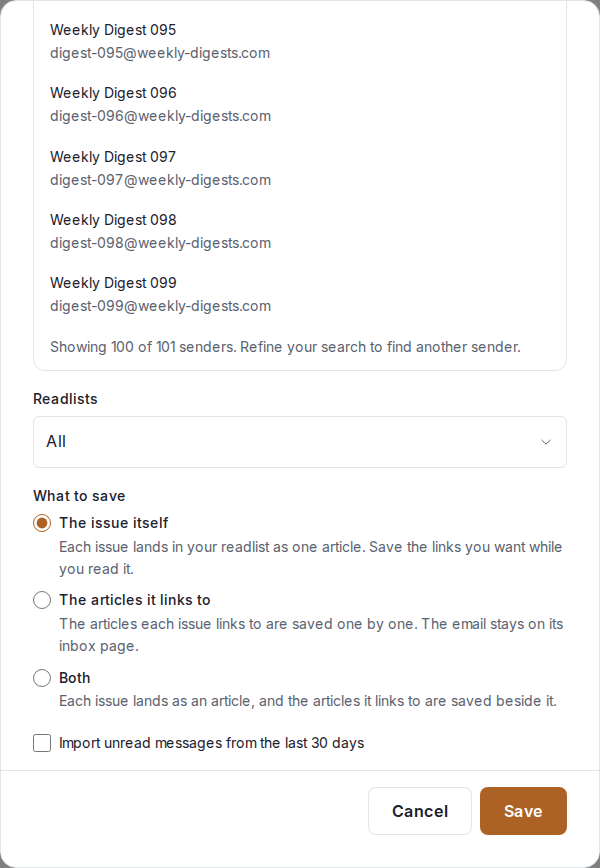 Weekly Digest 095
digest-095@weekly-digests.com
Weekly Digest 096
digest-096@weekly-digests.com
Weekly Digest 097
digest-097@weekly-digests.com
Weekly Digest 098
digest-098@weekly-digests.com
Weekly Digest 099
digest-099@weekly-digests.com
Showing 100 of 101 senders. Refine your search to find another sender.
Readlists
All
What to save
The issue itself
Each issue lands in your readlist as one article. Save the links you want while
you read it.
The articles it links to
The articles each issue links to are saved one by one. The email stays on its
inbox page.
Both
Each issue lands as an article, and the articles it links to are saved beside it.
Import unread messages from the last 30 days
Cancel
Save